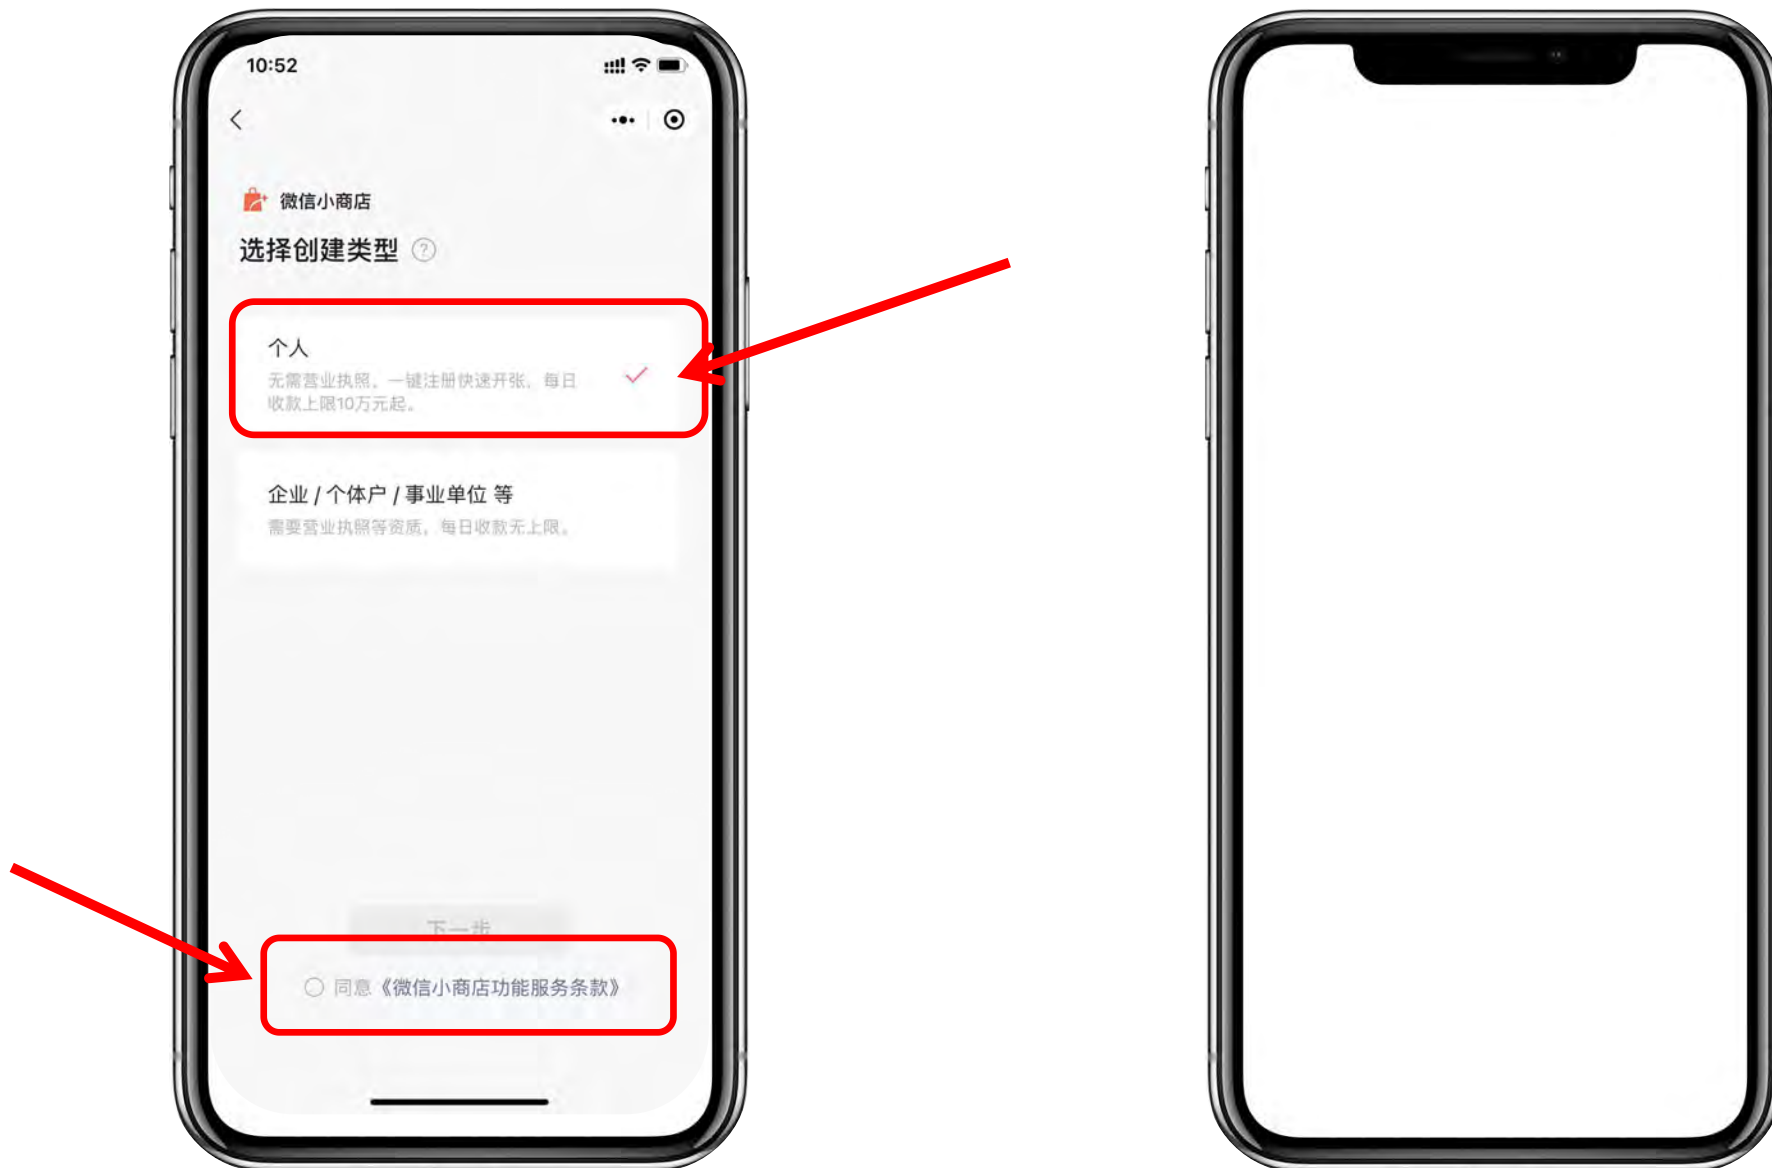 10:52
微信小商店
选择创建类型 ?
个人
无需营业执照，一键注册快速开张，每日
收款上限10万元起。
企业 / 个体户 / 事业单位 等
需要营业执照等资质，每日收款无上限。
下一步
同意《微信小商店功能服务条款》